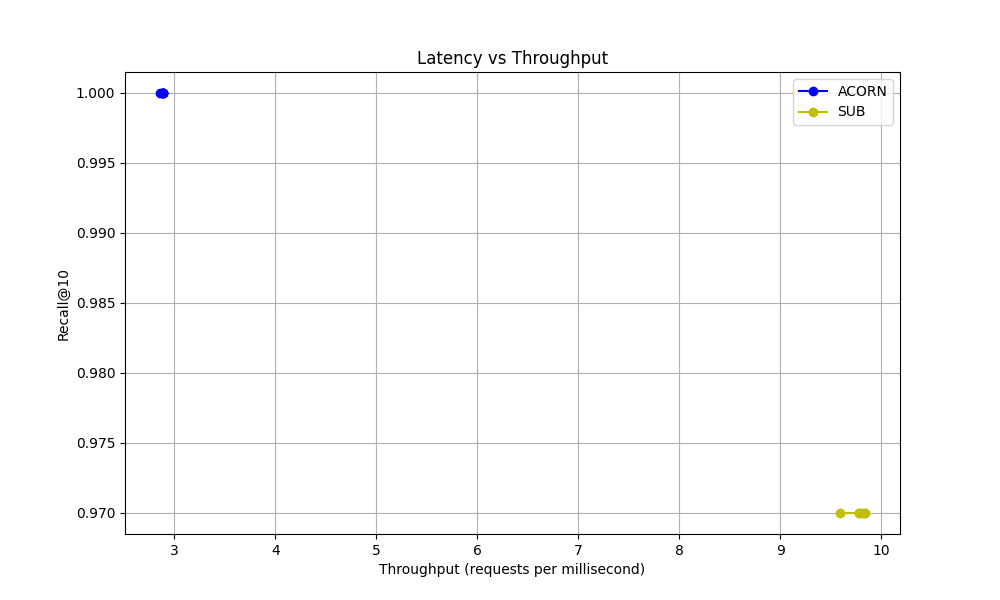 Latency vs Throughput
ACORN
SUB
Recall@10
1.000
0.995
0.990
0.985
0.980
0.975
0.970
3 4 5 6 7 8 9 10
Throughput (requests per millisecond)